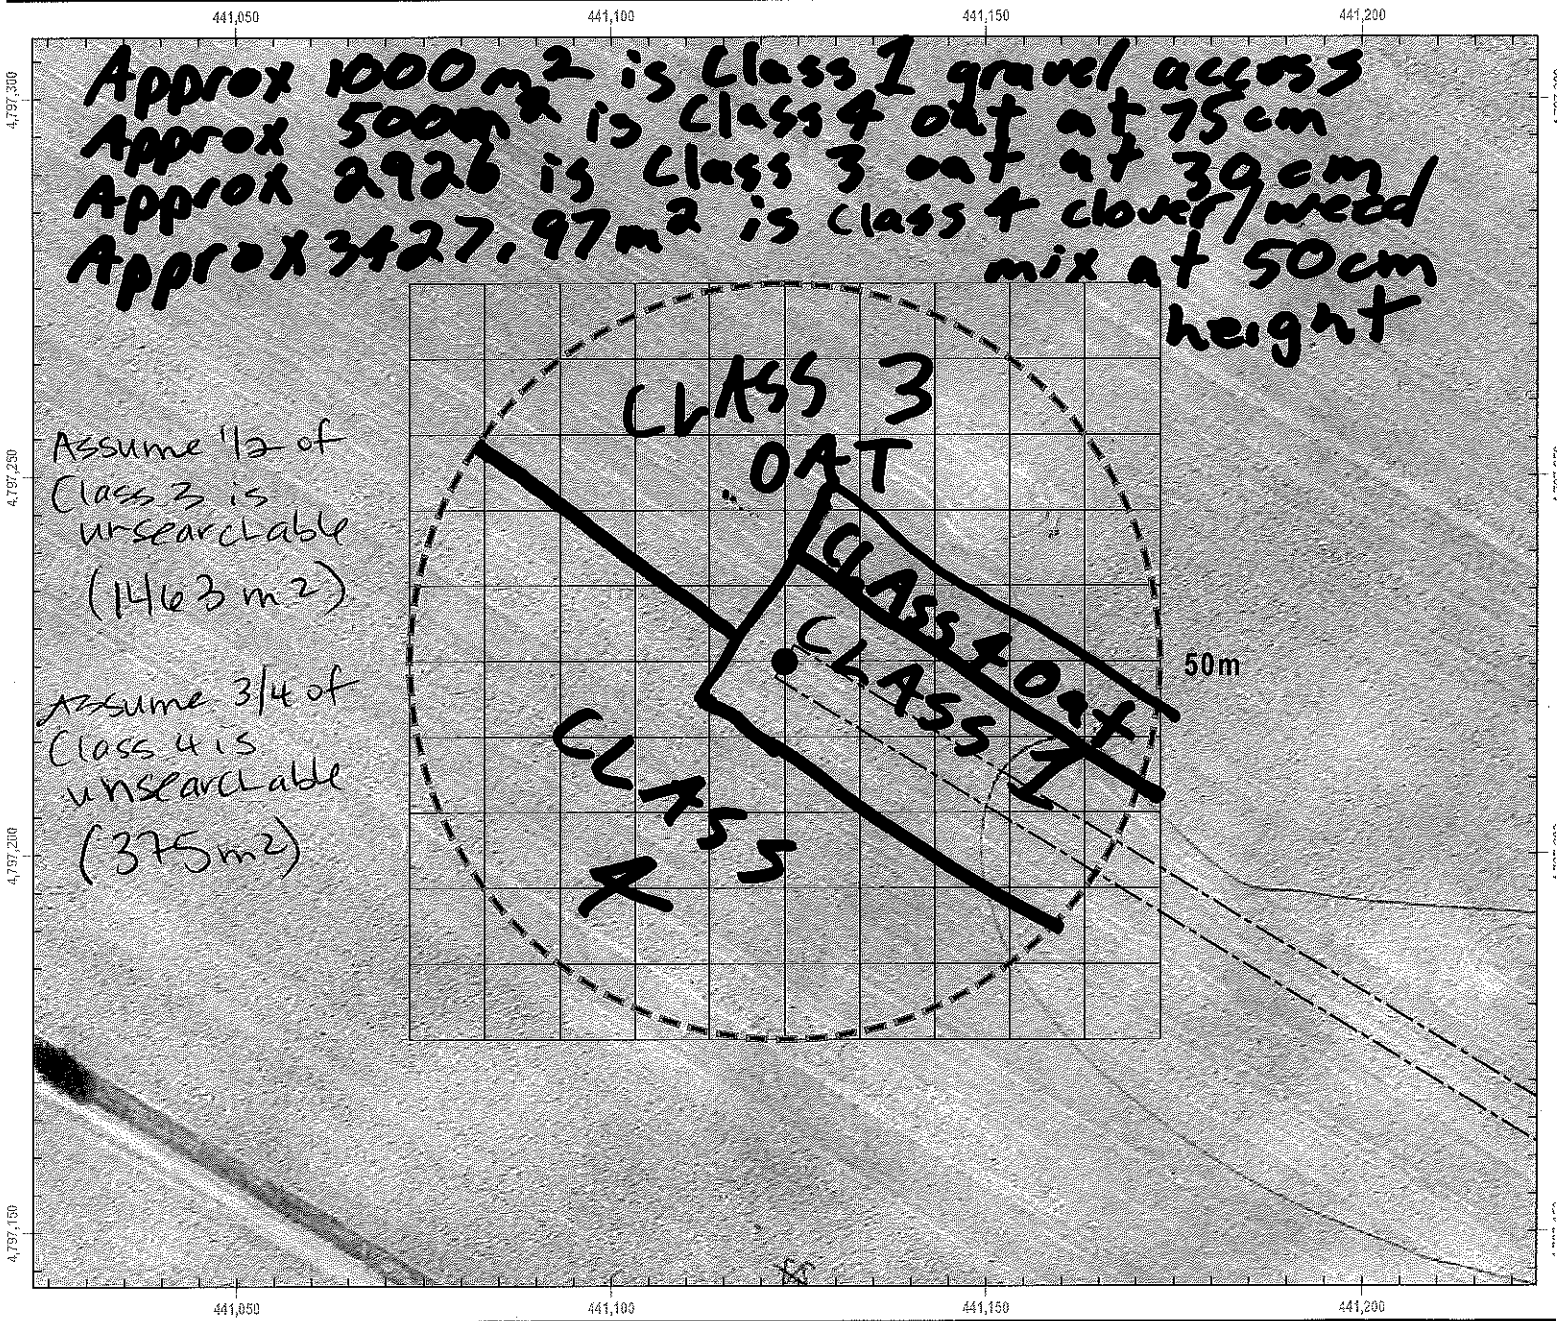 441,050 441,100 441,150 441,200
Approx 1000m² is Class 1 gravel access
Approx 500m² is Class 4 oat at 75cm
Approx 2926 is Class 3 oat at 30cm
Approx 3427.97m² is class 4 clover/weed
mix at 50cm
height
4,797,300
4,797,250
4,797,200
4,797,150
CLASS 3
OAT
Assume 1/2 of
Class 3 is
unsearchable
(1463 m²)
CLASS 4 oat
CLASS 1
50m
Assume 3/4 of
Class 4 is
unsearchable
(375m²)
CLASS
4
441,050 441,100 441,150 441,200